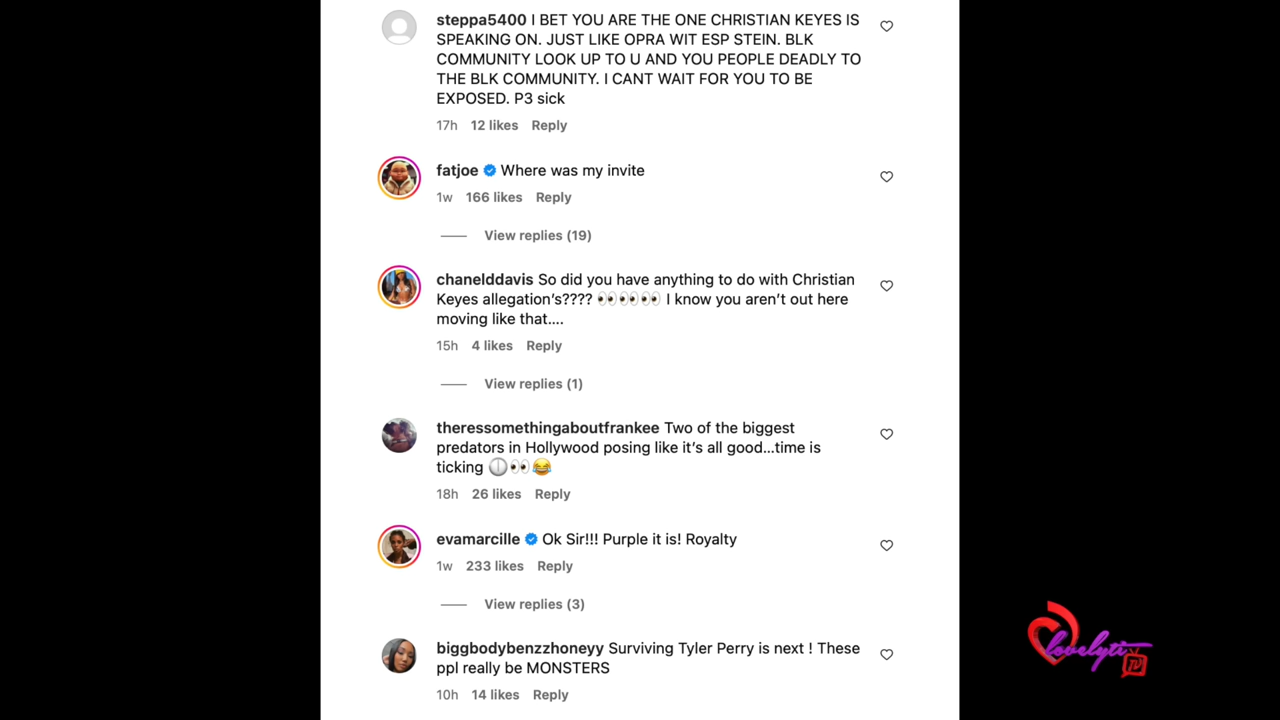 steppa5400 I BET YOU ARE THE ONE CHRISTIAN KEYES IS
SPEAKING ON. JUST LIKE OPRA WIT ESP STEIN. BLK
COMMUNITY LOOK UP TO U AND YOU PEOPLE DEADLY TO
THE BLK COMMUNITY. I CANT WAIT FOR YOU TO BE
EXPOSED. P3 sick
17h 12 likes Reply
fatjoe Where was my invite
1w 166 likes Reply
View replies (19)
chanelddavis So did you have anything to do with Christian
Keyes allegation’s???? 👀👀👀 I know you aren’t out here
moving like that....
15h 4 likes Reply
View replies (1)
theressomethingaboutfrankee Two of the biggest
predators in Hollywood posing like it’s all good...time is
ticking 👀😂
18h 26 likes Reply
evamarcille Ok Sir!!! Purple it is! Royalty
1w 233 likes Reply
View replies (3)
biggbodybenzzhoneyy Surviving Tyler Perry is next ! These
ppl really be MONSTERS
10h 14 likes Reply
lovelyti TV